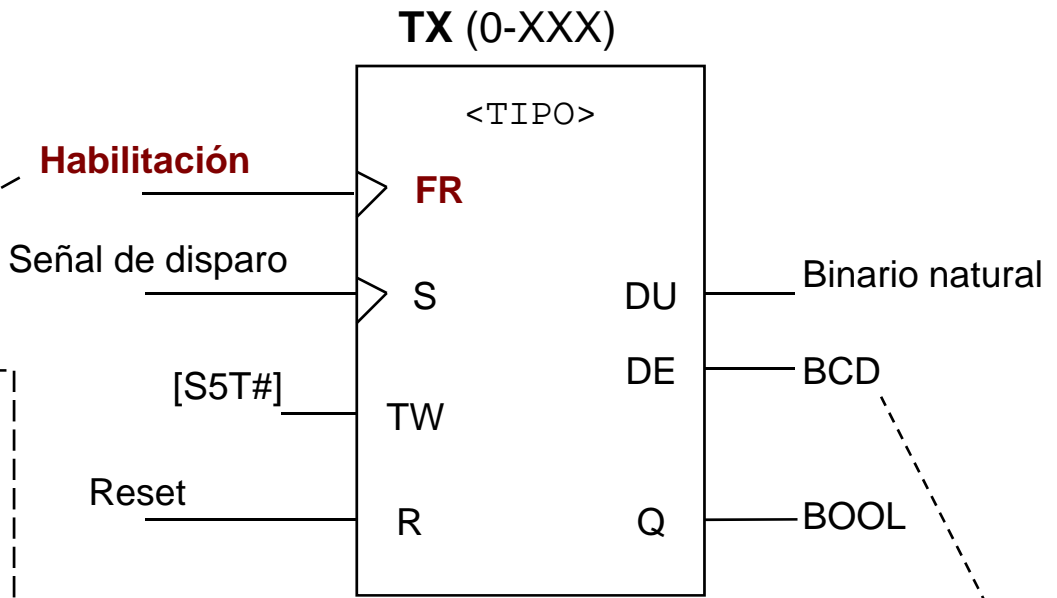 TX (0-XXX)
<TIPO>
Habilitación
FR
Señal de disparo
S
DU
Binario natural
[S5T#]
TW
DE
BCD
Reset
R
Q
BOOL